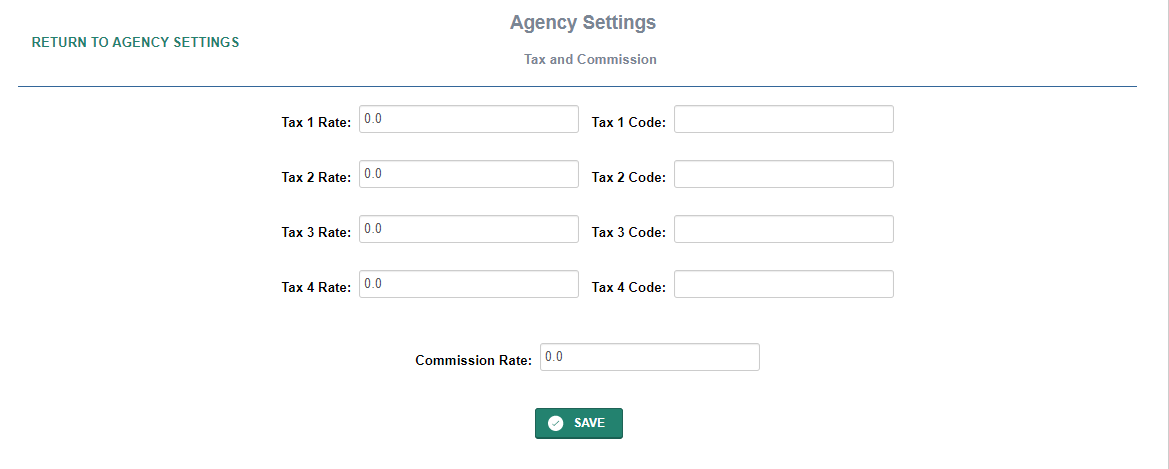 Agency Settings
RETURN TO AGENCY SETTINGS
Tax and Commission
Tax 1 Rate: 0.0 Tax 1 Code:
Tax 2 Rate: 0.0 Tax 2 Code:
Tax 3 Rate: 0.0 Tax 3 Code:
Tax 4 Rate: 0.0 Tax 4 Code:
Commission Rate: 0.0
SAVE